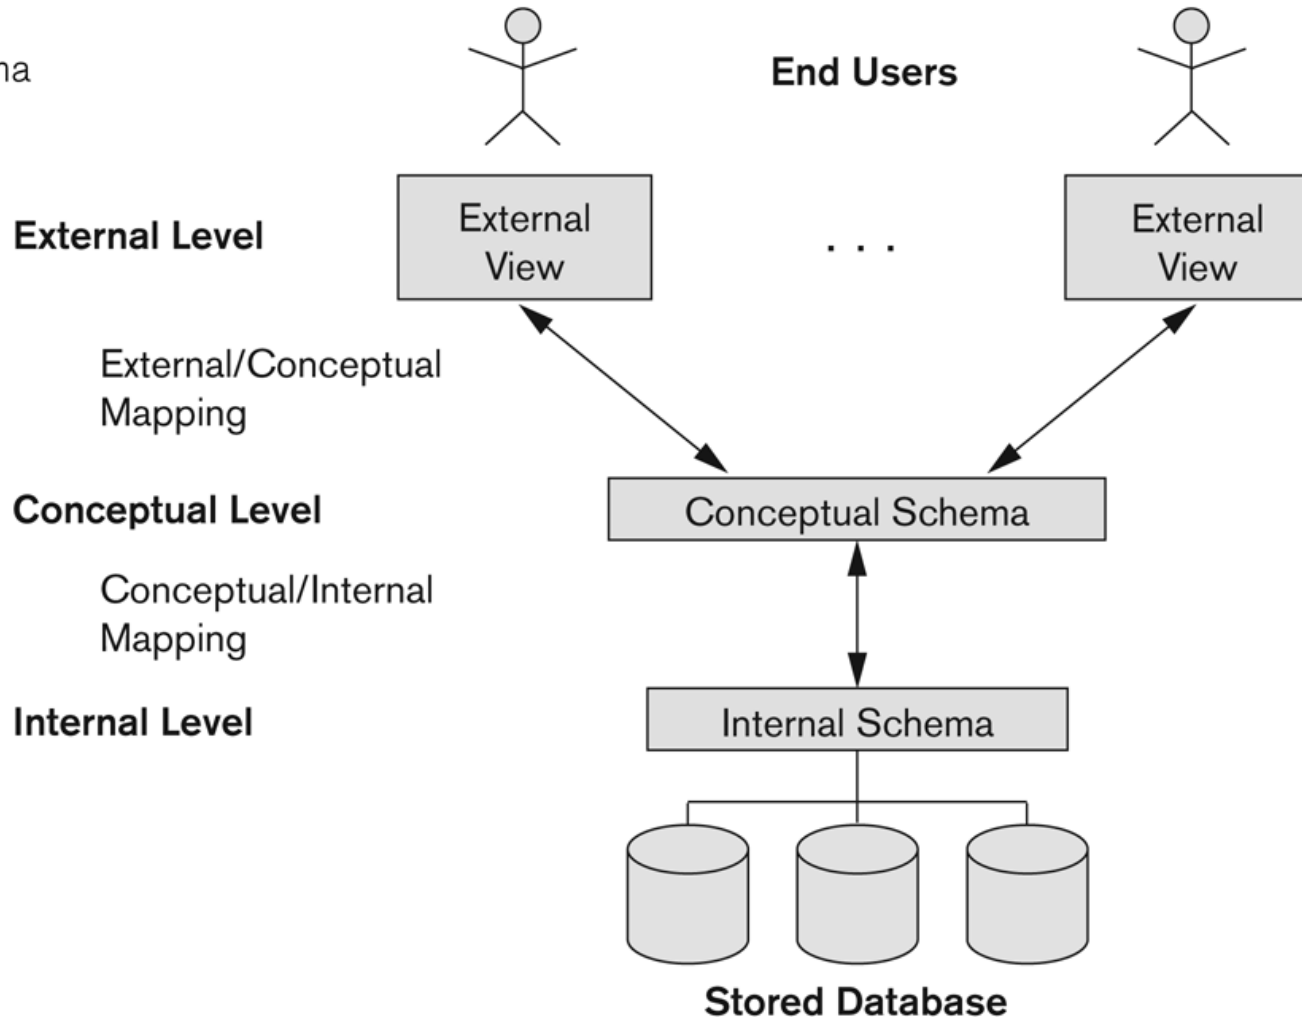 End Users
External Level
External
View
. . .
External
View
External/Conceptual
Mapping
Conceptual Level
Conceptual Schema
Conceptual/Internal
Mapping
Internal Level
Internal Schema
Stored Database